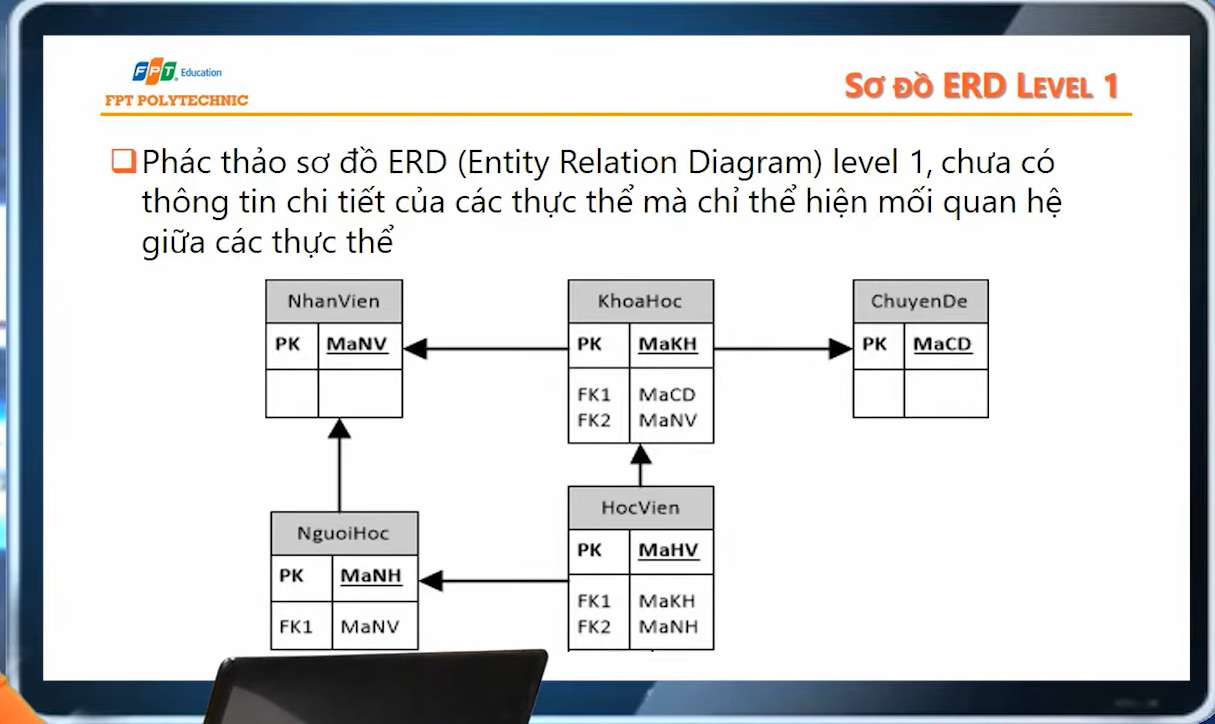 FPT Education
FPT POLYTECHNIC
SƠ ĐỒ ERD LEVEL 1
Phác thảo sơ đồ ERD (Entity Relation Diagram) level 1, chưa có
thông tin chi tiết của các thực thể mà chỉ thể hiện mối quan hệ
giữa các thực thể
NhanVien
PK MaNV
KhoaHoc
PK MaKH
FK1 MaCD
FK2 MaNV
ChuyenDe
PK MaCD
NguoiHoc
PK MaNH
FK1 MaNV
HocVien
PK MaHV
FK1 MaKH
FK2 MaNH